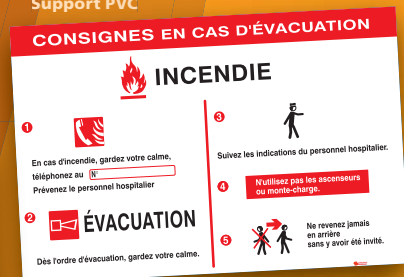 Support PVC
CONSIGNES EN CAS D'ÉVACUATION
INCENDIE
1
En cas d'incendie, gardez votre calme,
téléphonez au N°
Prévenez le personnel hospitalier
2
ÉVACUATION
Dès l'ordre d'évacuation, gardez votre calme.
3
Suivez les indications du personnel hospitalier.
4
N'utilisez pas les ascenseurs
ou monte-charge.
5
Ne revenez jamais
en arrière
sans y avoir été invité.